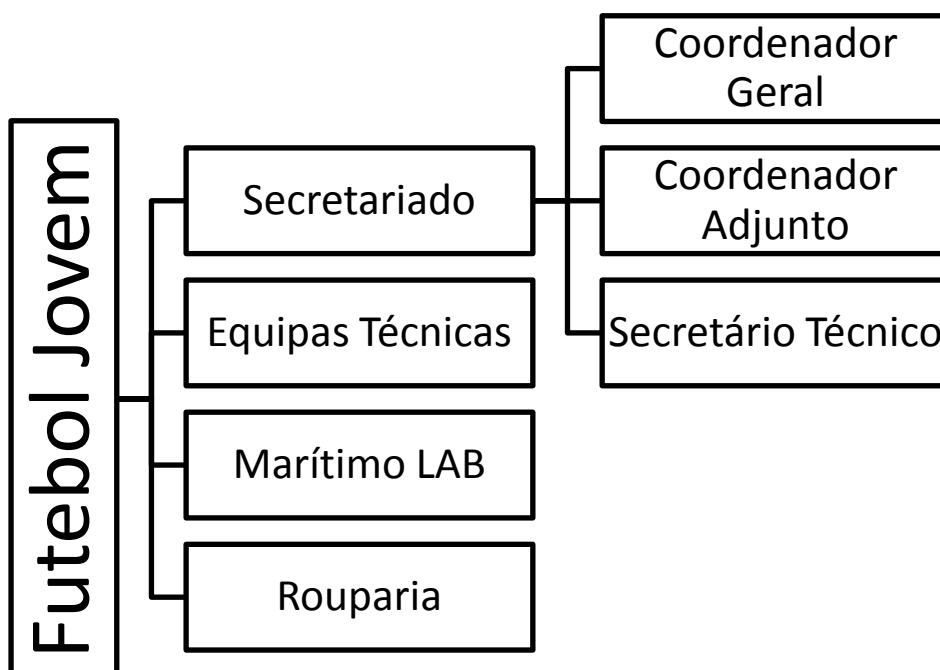 Futebol Jovem
Secretariado
Equipas Técnicas
Marítimo LAB
Rouparia
Coordenador
Geral
Coordenador
Adjunto
Secretário Técnico